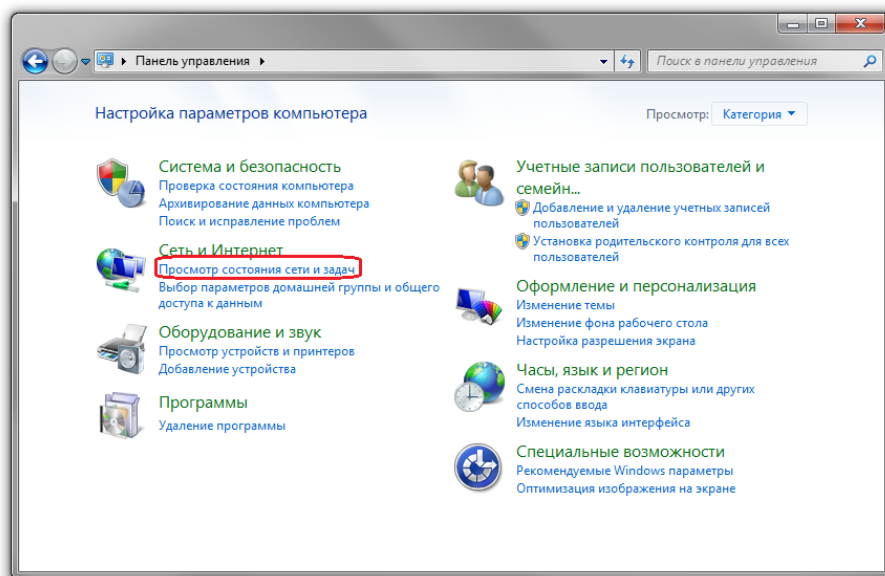 Панель управления
Поиск в панели управления
Настройка параметров компьютера
Просмотр: Категория
Система и безопасность
Проверка состояния компьютера
Архивирование данных компьютера
Поиск и исправление проблем
Сеть и Интернет
Просмотр состояния сети и задач
Выбор параметров домашней группы и общего
доступа к данным
Оборудование и звук
Просмотр устройств и принтеров
Добавление устройства
Программы
Удаление программы
Учетные записи пользователей и
семейн...
Добавление и удаление учетных записей
пользователей
Установка родительского контроля для всех
пользователей
Оформление и персонализация
Изменение темы
Изменение фона рабочего стола
Настройка разрешения экрана
Часы, язык и регион
Смена раскладки клавиатуры или других
способов ввода
Изменение языка интерфейса
Специальные возможности
Рекомендуемые Windows параметры
Оптимизация изображения на экране